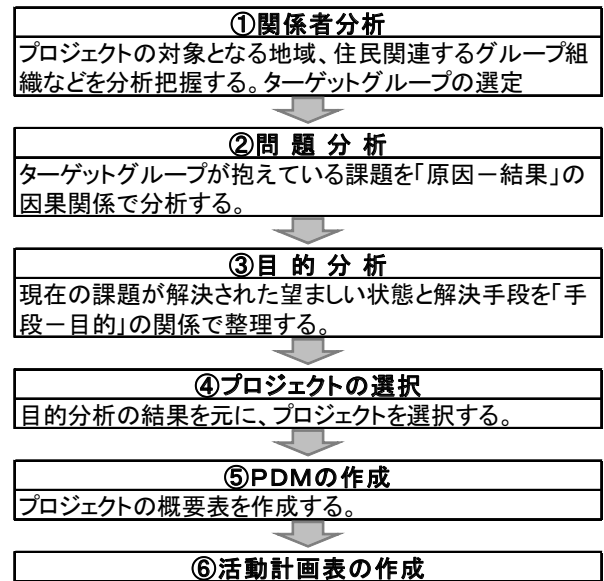 ①関係者分析
プロジェクトの対象となる地域、住民関連するグループ組
織などを分析把握する。ターゲットグループの選定
②問 題 分 析
ターゲットグループが抱えている課題を「原因－結果」の
因果関係で分析する。
③目 的 分 析
現在の課題が解決された望ましい状態と解決手段を「手
段－目的」の関係で整理する。
④プロジェクトの選択
目的分析の結果を元に、プロジェクトを選択する。
⑤ＰＤＭの作成
プロジェクトの概要表を作成する。
⑥活動計画表の作成